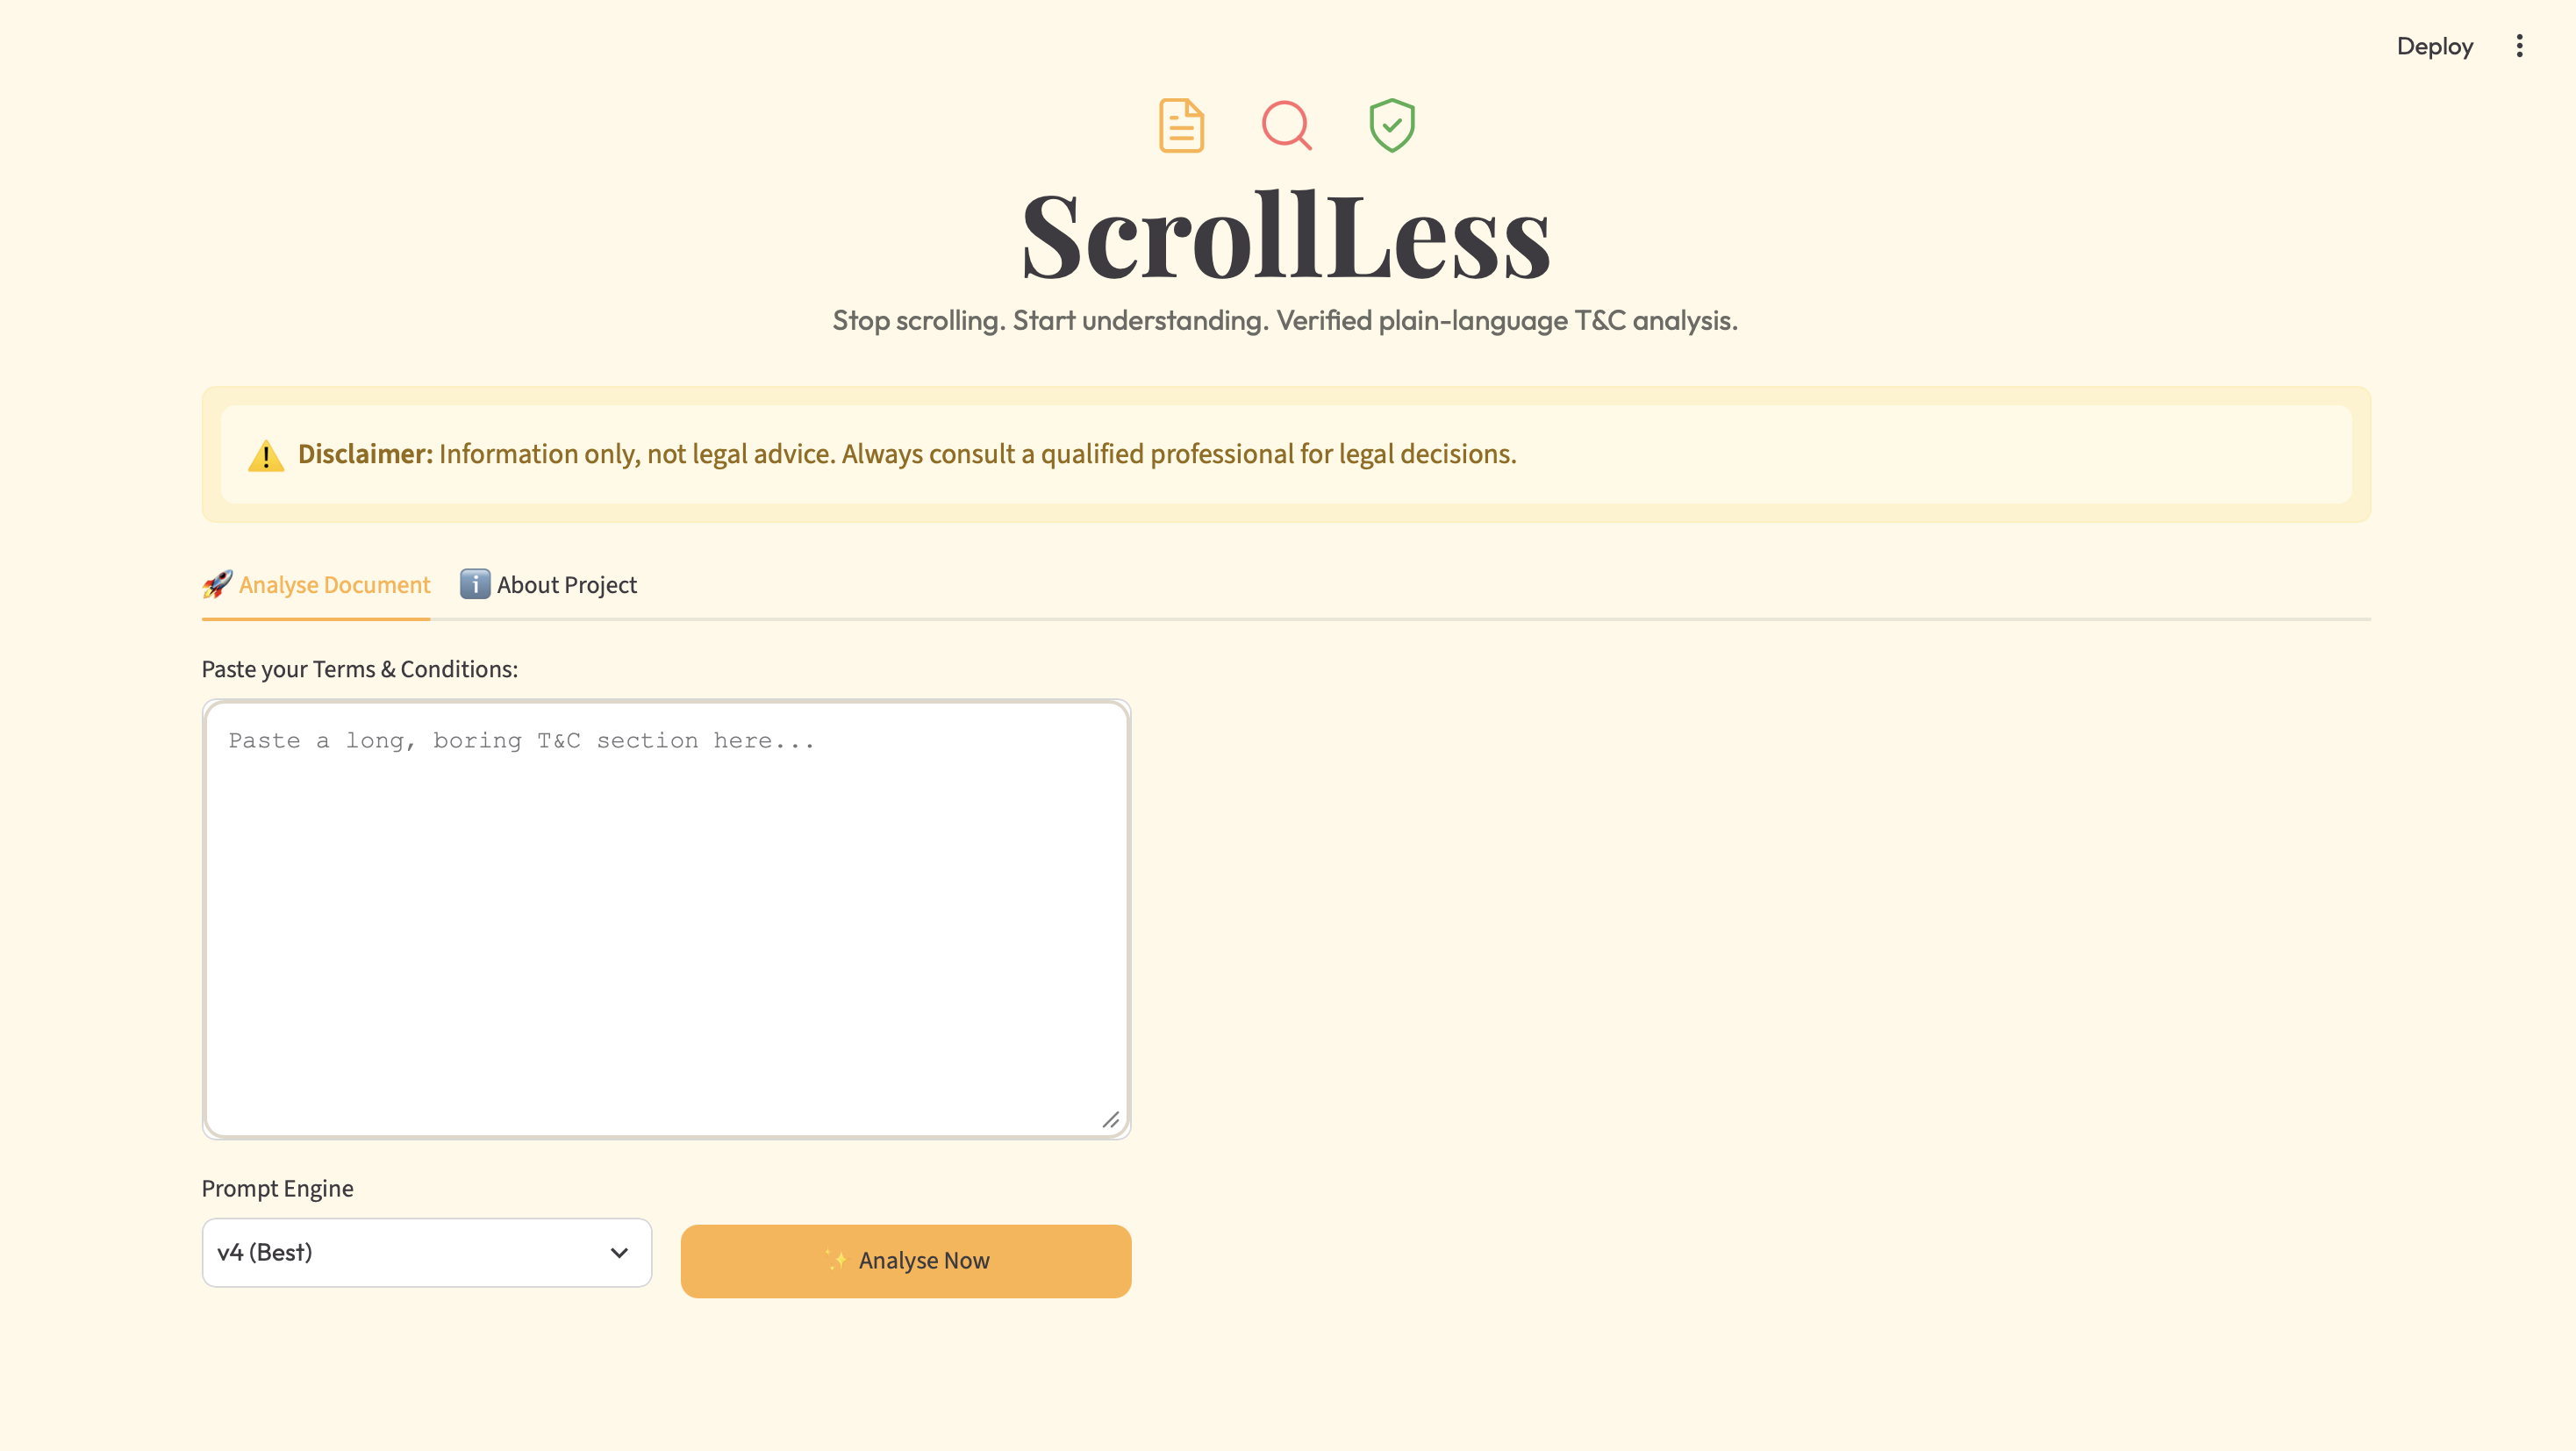 Deploy
ScrollLess
Stop scrolling. Start understanding. Verified plain-language T&C analysis.
Disclaimer: Information only, not legal advice. Always consult a qualified professional for legal decisions.
Analyse Document
About Project
Paste your Terms & Conditions:
Paste a long, boring T&C section here...
Prompt Engine
v4 (Best)
Analyse Now